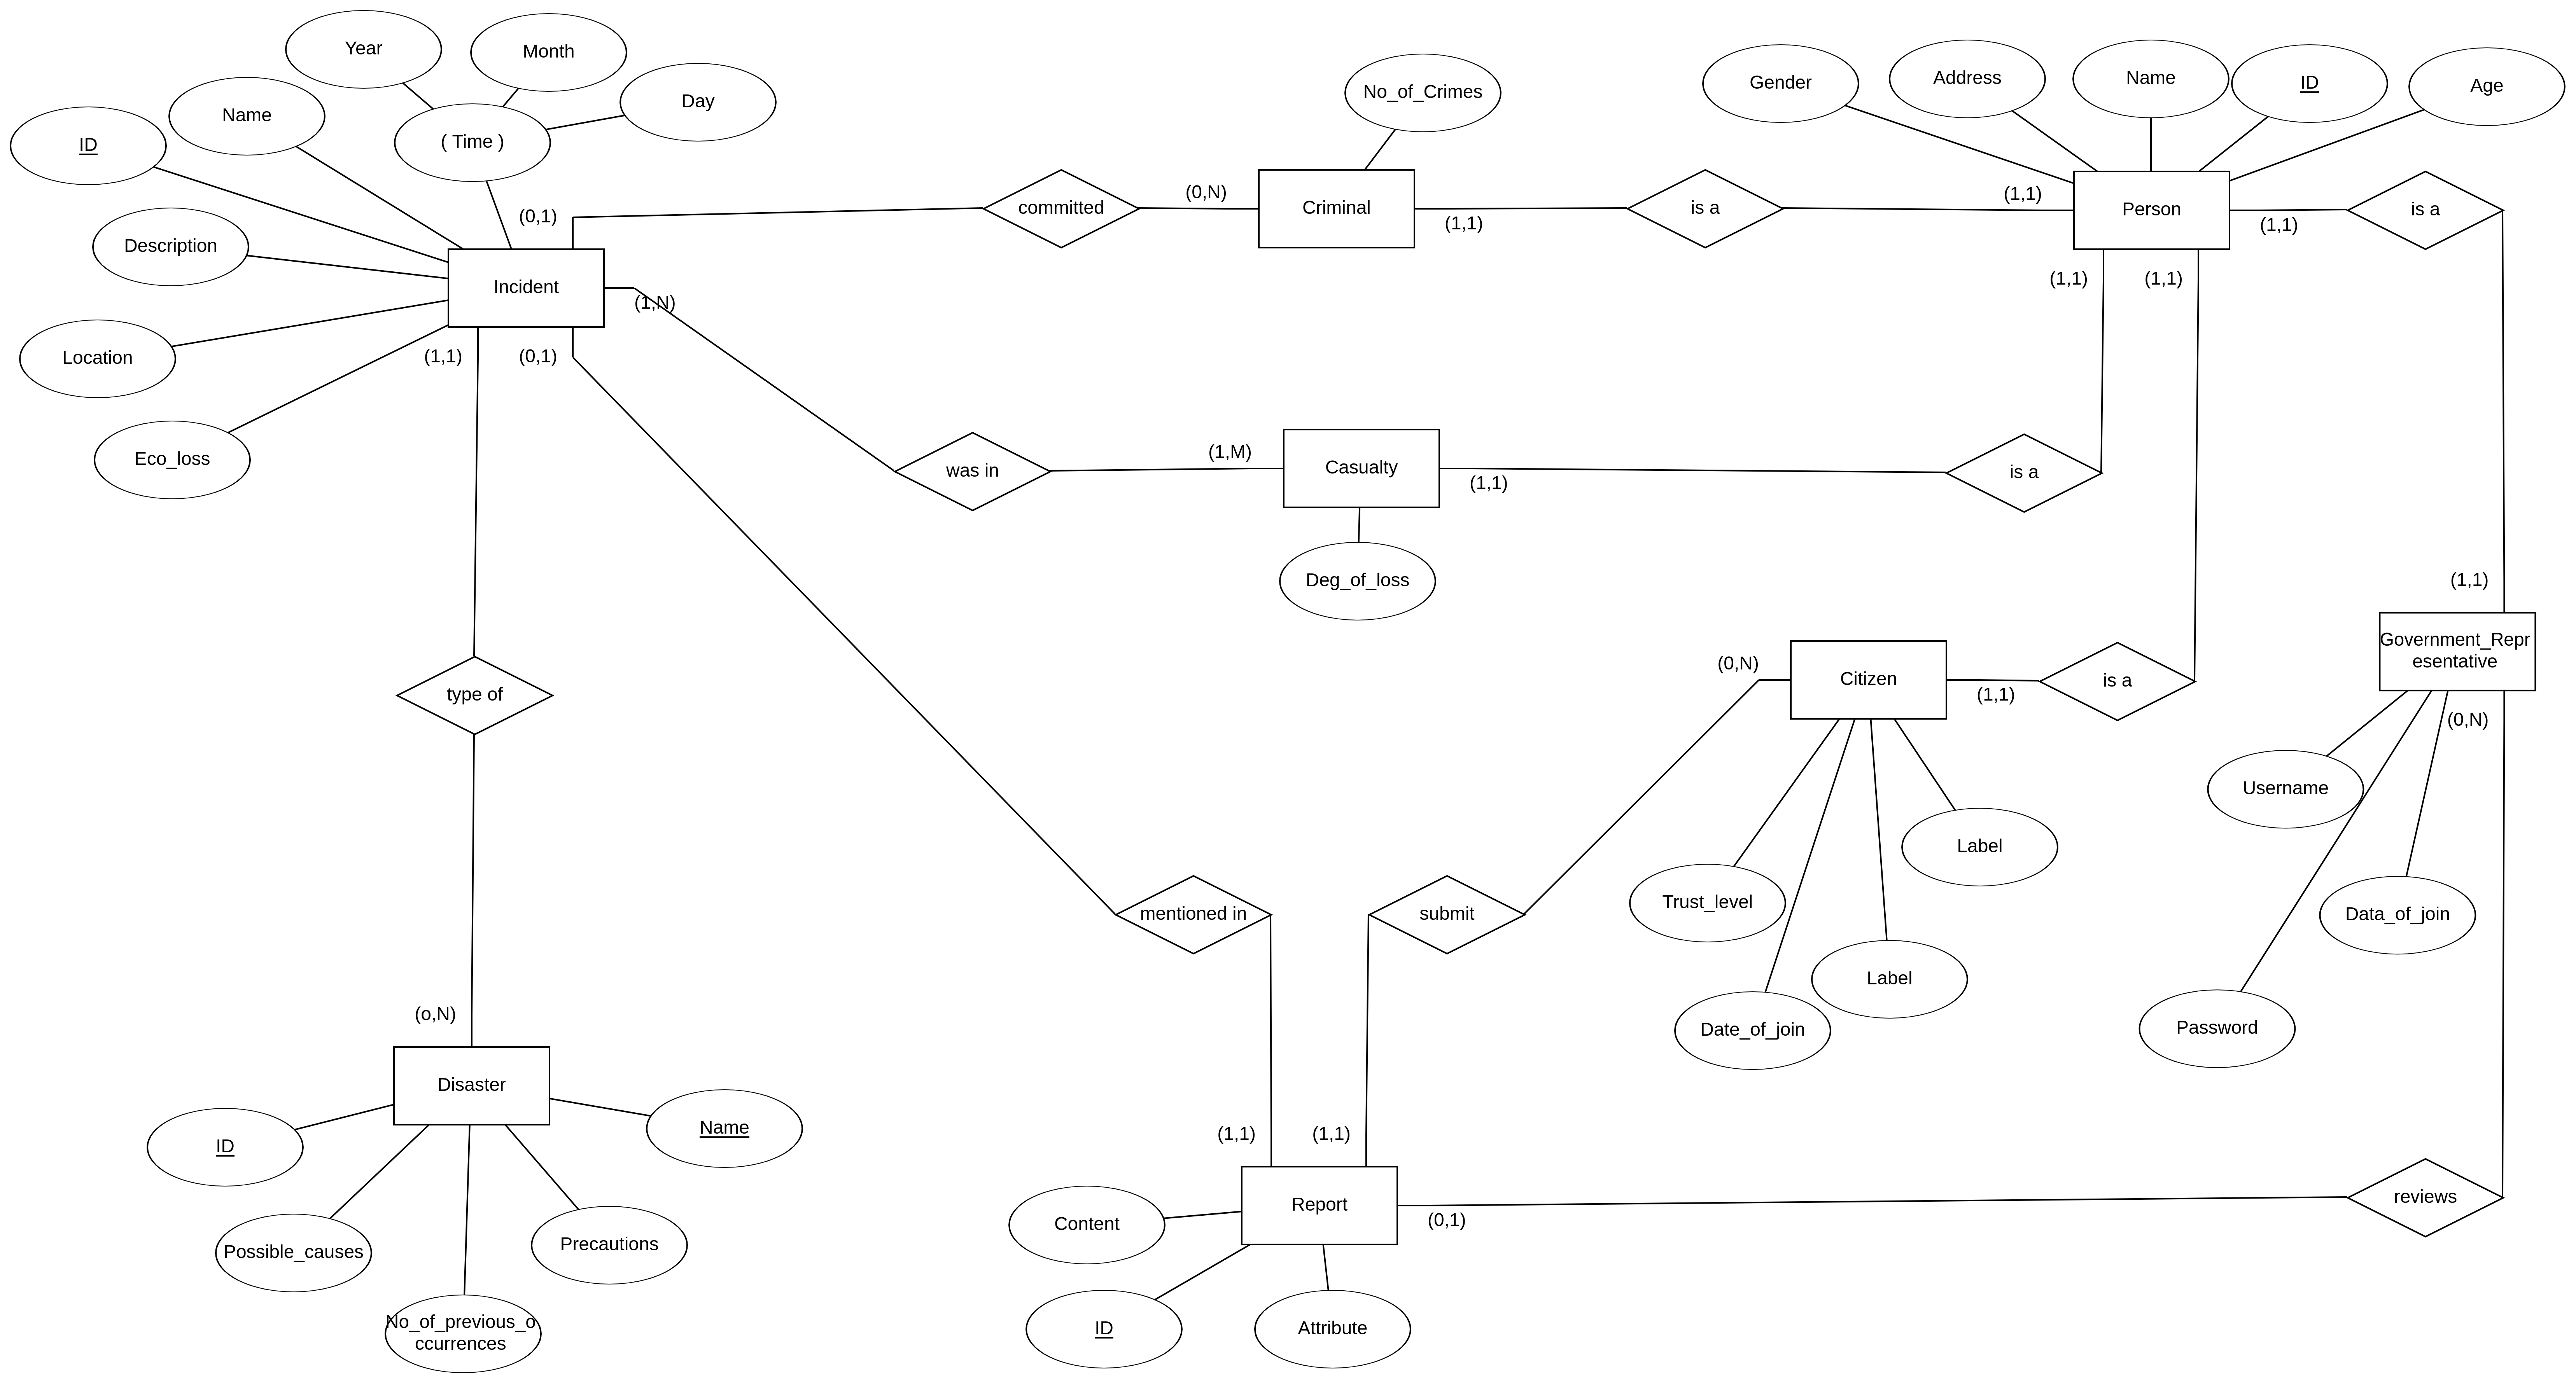 Year
Month
Day
Name
ID
( Time )
No_of_Crimes
Gender
Address
Name
ID
Age
Description
(0,1)
committed
(0,N)
Criminal
(1,1)
is a
(1,1)
Person
(1,1)
is a
Incident
(1,N)
(1,1)
(1,1)
Location
(1,1)
(0,1)
Eco_loss
was in
(1,M)
Casualty
(1,1)
is a
Deg_of_loss
(1,1)
type of
(0,N)
Citizen
(1,1)
is a
Government_Repr
esentative
(0,N)
Username
Label
Trust_level
mentioned in
submit
Data_of_join
Label
Date_of_join
Password
(o,N)
Disaster
ID
Name
(1,1)
(1,1)
Report
(0,1)
reviews
Content
Possible_causes
Precautions
No_of_previous_o
ccurrences
ID
Attribute